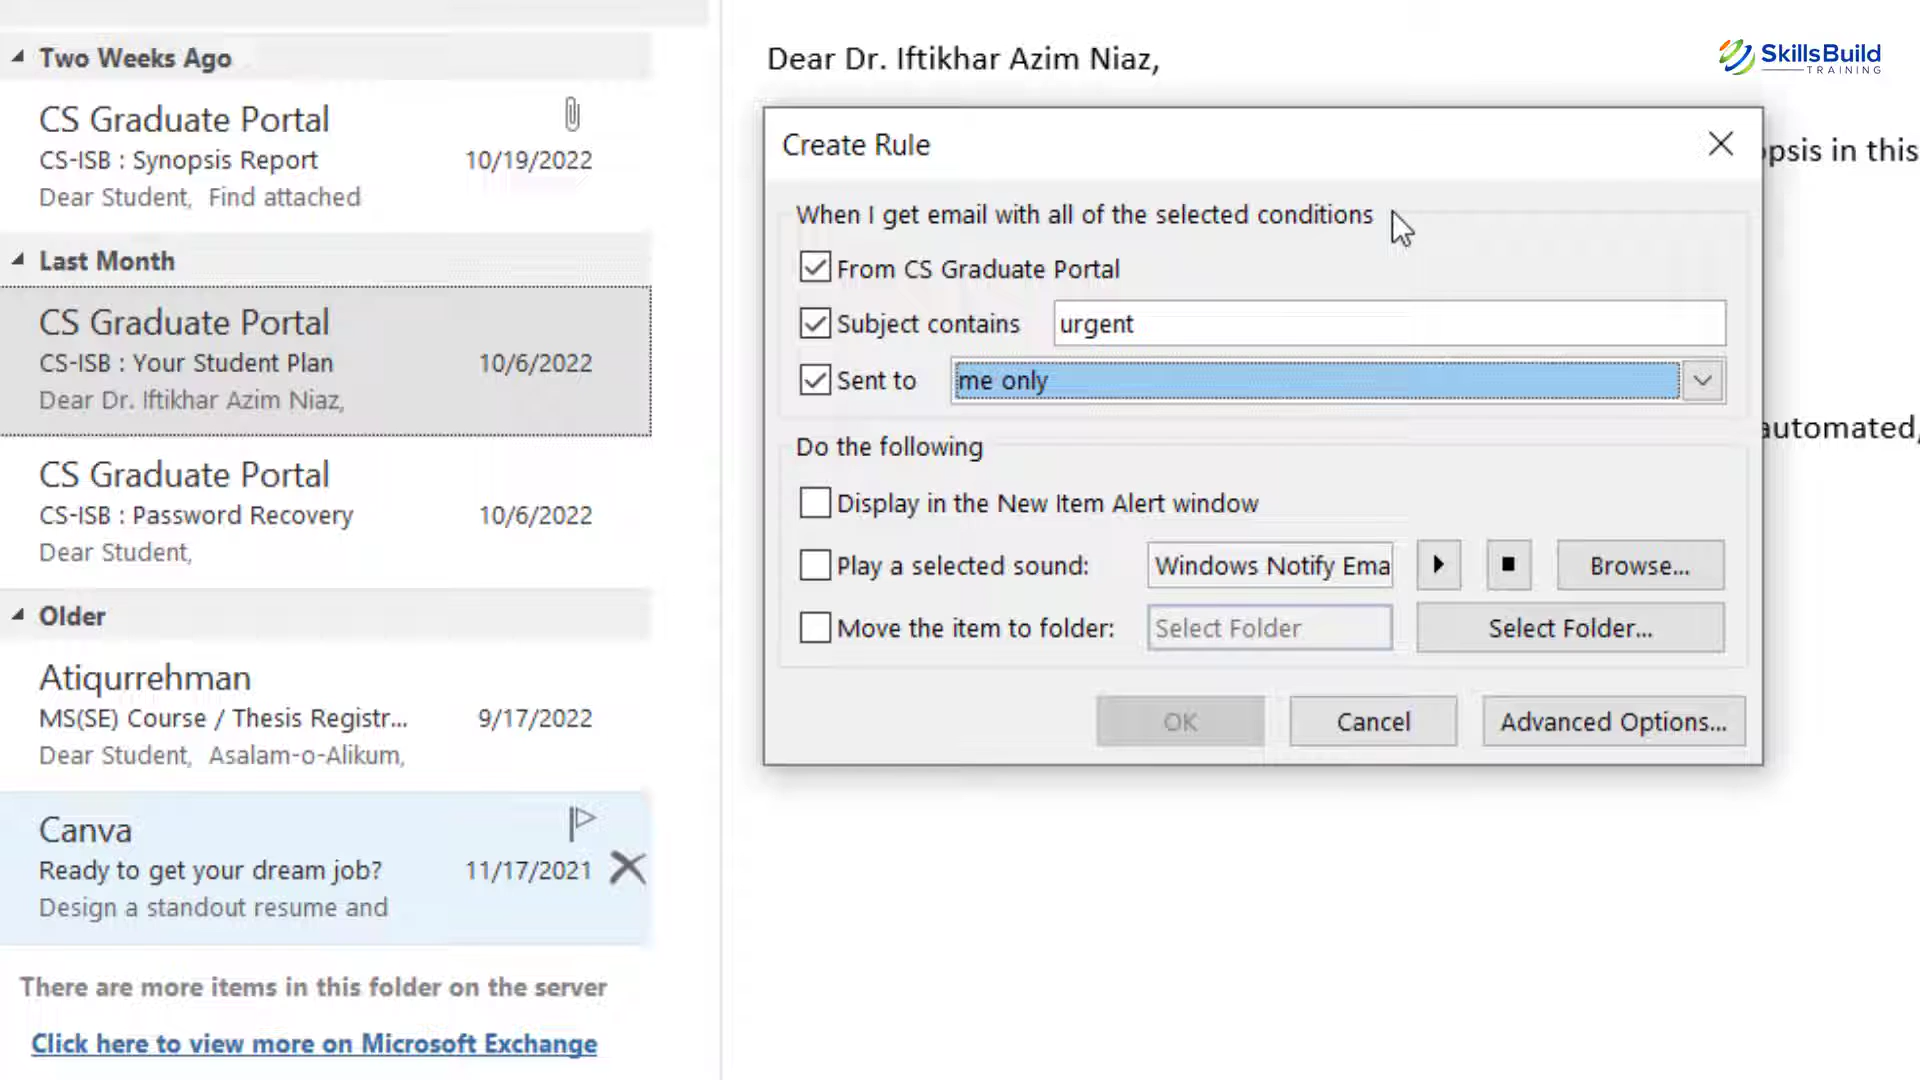 Two Weeks Ago
CS Graduate Portal
CS-ISB : Synopsis Report 10/19/2022
Dear Student, Find attached
Last Month
CS Graduate Portal
CS-ISB : Your Student Plan 10/6/2022
Dear Dr. Iftikhar Azim Niaz,
CS Graduate Portal
CS-ISB : Password Recovery 10/6/2022
Dear Student,
Older
Atiqurrehman
MS(SE) Course / Thesis Registr... 9/17/2022
Dear Student, Asalam-o-Alikum,
Canva
Ready to get your dream job? 11/17/2021
Design a standout resume and
There are more items in this folder on the server
Click here to view more on Microsoft Exchange
Dear Dr. Iftikhar Azim Niaz,
SkillsBuild
TRAINING
opsis in this
automated,
Create Rule
When I get email with all of the selected conditions
From CS Graduate Portal
Subject contains urgent
Sent to me only
Do the following
Display in the New Item Alert window
Play a selected sound: Windows Notify Ema Browse...
Move the item to folder: Select Folder Select Folder...
OK Cancel Advanced Options...